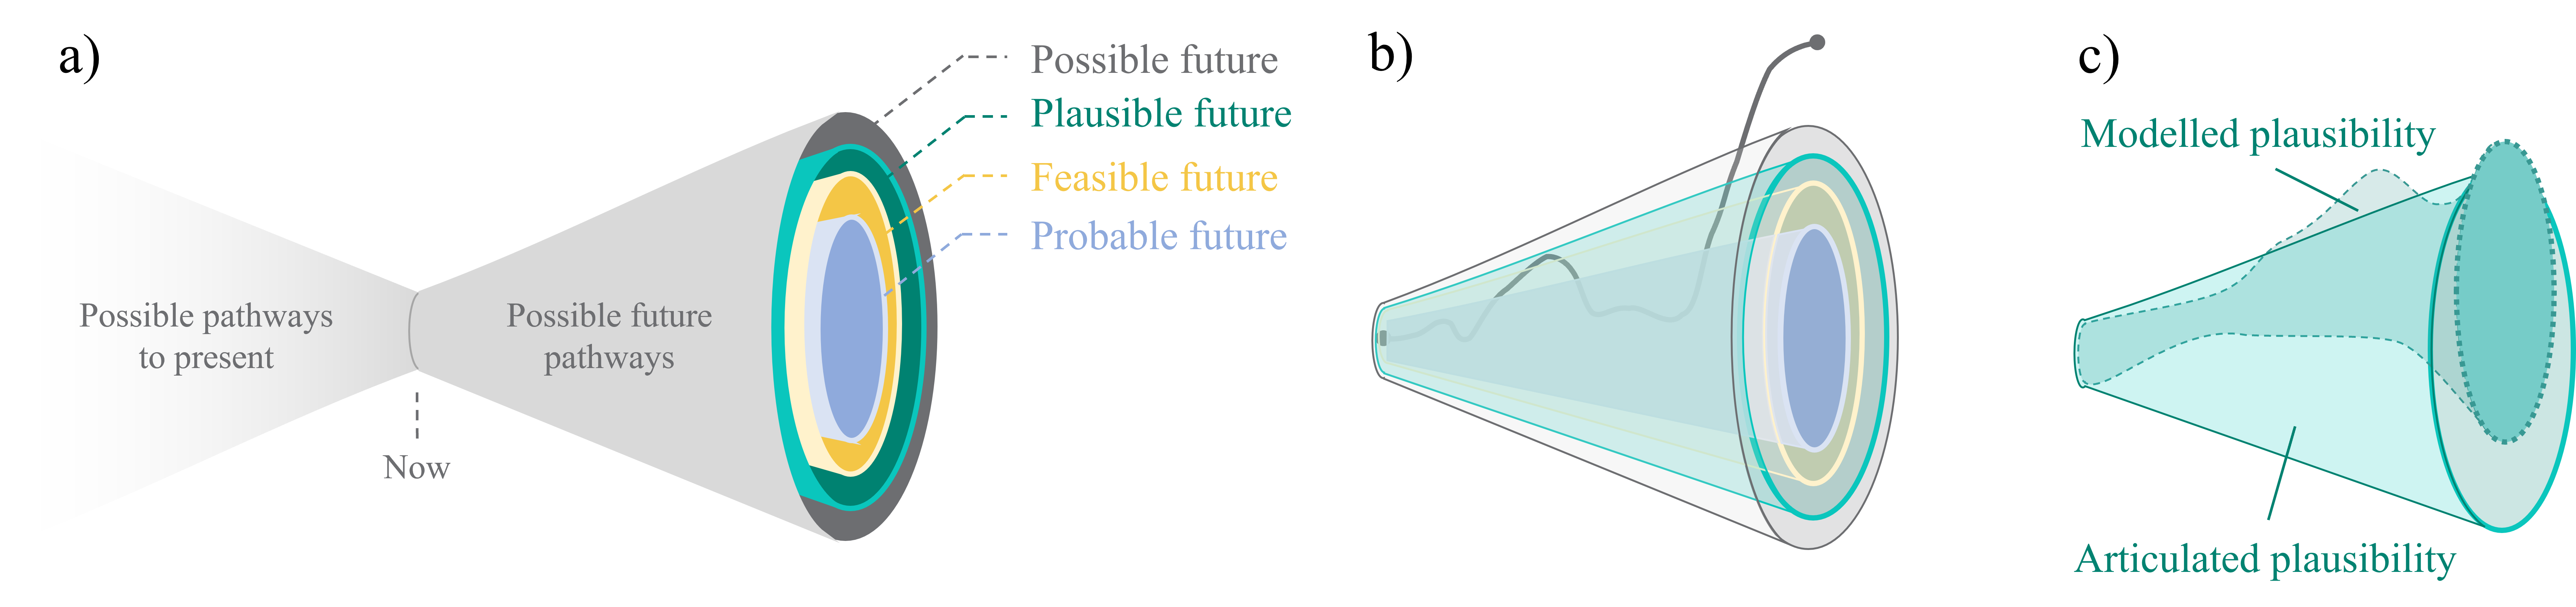 a)
Possible future
Plausible future
Feasible future
Probable future
Possible pathways
to present
Possible future
pathways
Now
b)
c)
Modelled plausibility
Articulated plausibility